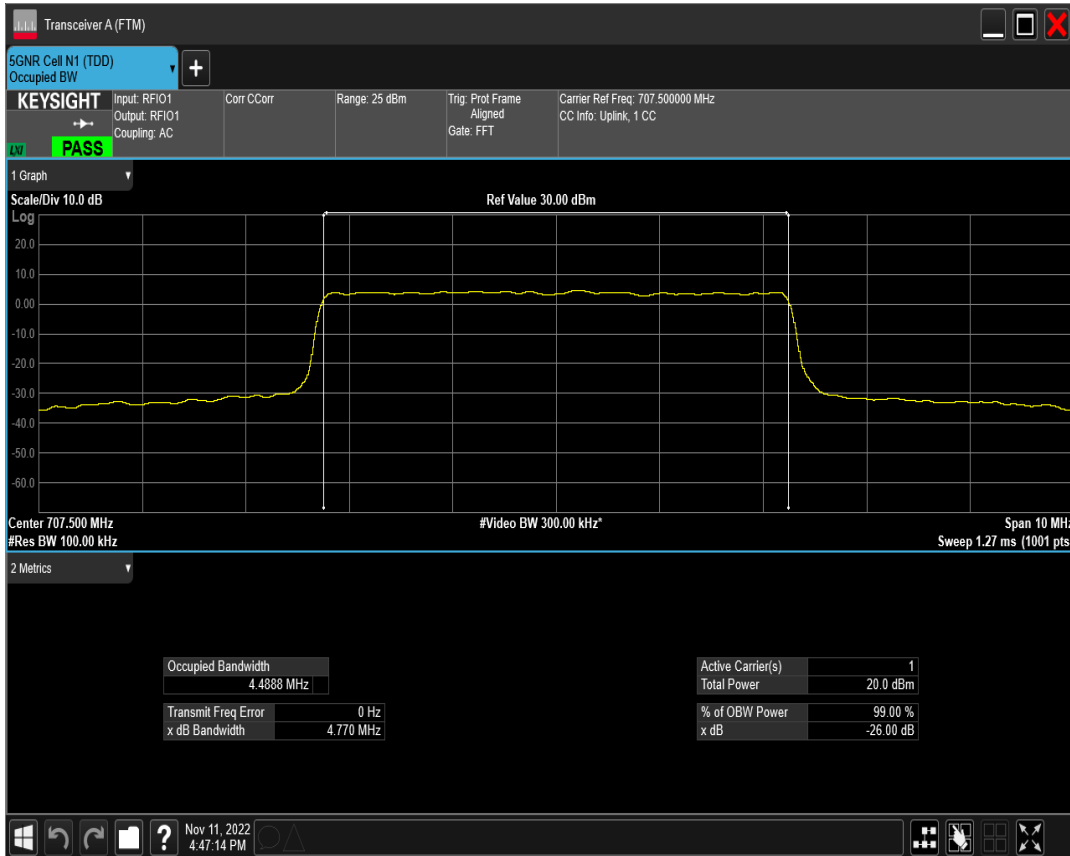 Transceiver A (FTM)
5GNR Cell N1 (TDD)
Occupied BW
+
KEYSIGHT
LXI
PASS
Input: RFIO1
Output: RFIO1
Coupling: AC
Corr CCorr
Range: 25 dBm
Trig: Prot Frame
Aligned
Gate: FFT
Carrier Ref Freq: 707.500000 MHz
CC Info: Uplink, 1 CC
1 Graph
Scale/Div 10.0 dB
Ref Value 30.00 dBm
Log
20.0
10.0
0.00
-10.0
-20.0
-30.0
-40.0
-50.0
-60.0
Center 707.500 MHz
#Video BW 300.00 kHz*
Span 10 MHz
#Res BW 100.00 kHz
Sweep 1.27 ms (1001 pts
2 Metrics
Occupied Bandwidth
4.4888 MHz
Transmit Freq Error 0 Hz
x dB Bandwidth 4.770 MHz
Active Carrier(s) 1
Total Power 20.0 dBm
% of OBW Power 99.00 %
x dB -26.00 dB
?
Nov 11, 2022
4:47:14 PM